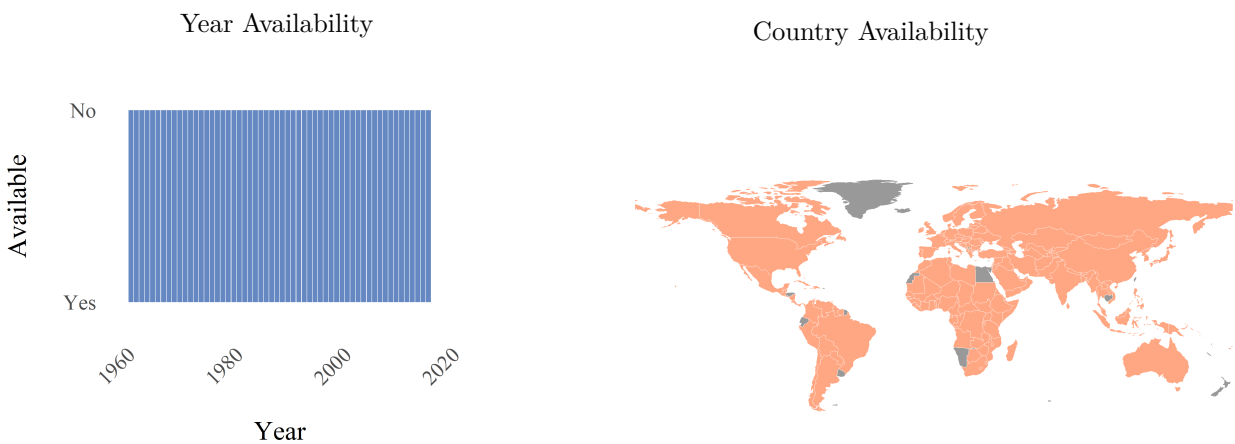 Year Availability
Country Availability
No
Available
Yes
1960
1980
2000
2020
Year